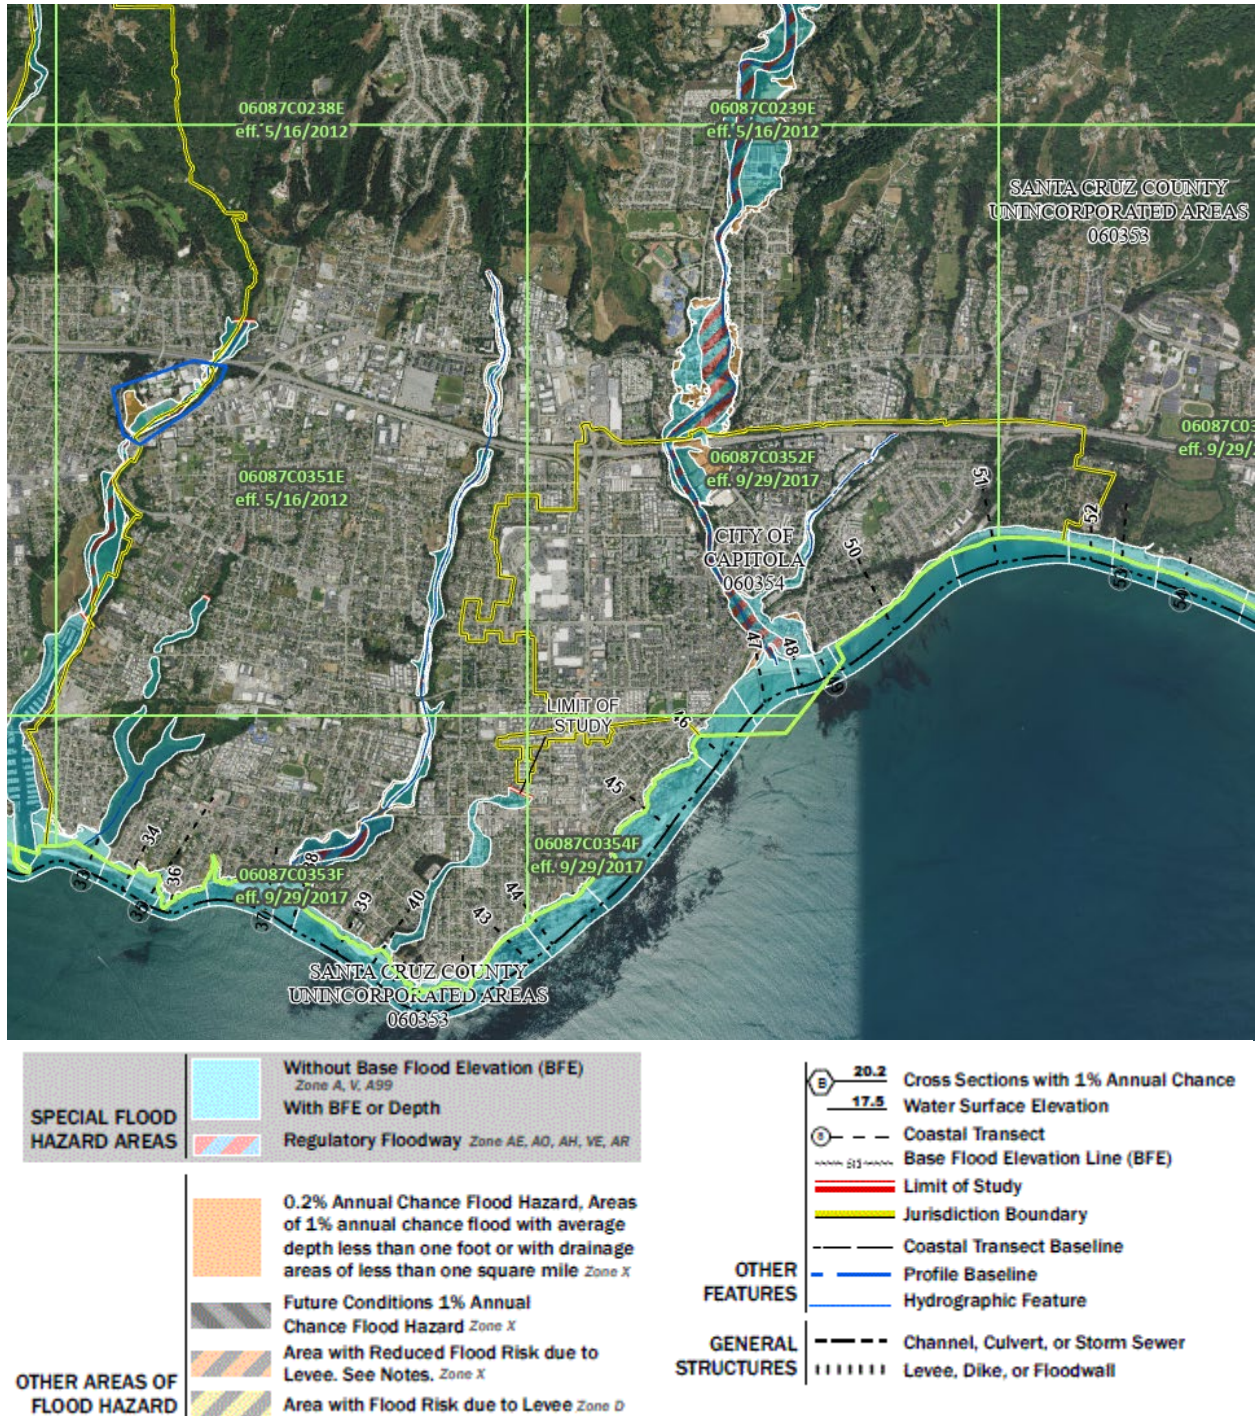 06087C0238E
eff. 5/16/2012
06087C0239E
eff. 5/16/2012
SANTA CRUZ COUNTY
UNINCORPORATED AREAS
060353
06087C0351E
eff. 5/16/2012
06087C0352F
eff. 9/29/2017
06087C03
eff. 9/29/
51
52
CITY OF
CAPITOLA
060354
50
53
54
47
48
LIMIT OF
STUDY
46
45
34
36
33
35
06087C0353F
eff. 9/29/2017
37
39
40
06087C0354F
eff. 9/29/2017
44
43
SANTA CRUZ COUNTY
UNINCORPORATED AREAS
060353
SPECIAL FLOOD
HAZARD AREAS
Without Base Flood Elevation (BFE)
Zone A, V, A99
With BFE or Depth
Regulatory Floodway Zone AE, AO, AH, VE, AR
OTHER AREAS OF
FLOOD HAZARD
0.2% Annual Chance Flood Hazard, Areas
of 1% annual chance flood with average
depth less than one foot or with drainage
areas of less than one square mile Zone X
Future Conditions 1% Annual
Chance Flood Hazard Zone X
Area with Reduced Flood Risk due to
Levee. See Notes. Zone X
Area with Flood Risk due to Levee Zone D
OTHER
FEATURES
B 20.2 Cross Sections with 1% Annual Chance
17.5 Water Surface Elevation
8 Coastal Transect
513 Base Flood Elevation Line (BFE)
Limit of Study
Jurisdiction Boundary
Coastal Transect Baseline
Profile Baseline
Hydrographic Feature
GENERAL
STRUCTURES
Channel, Culvert, or Storm Sewer
Levee, Dike, or Floodwall